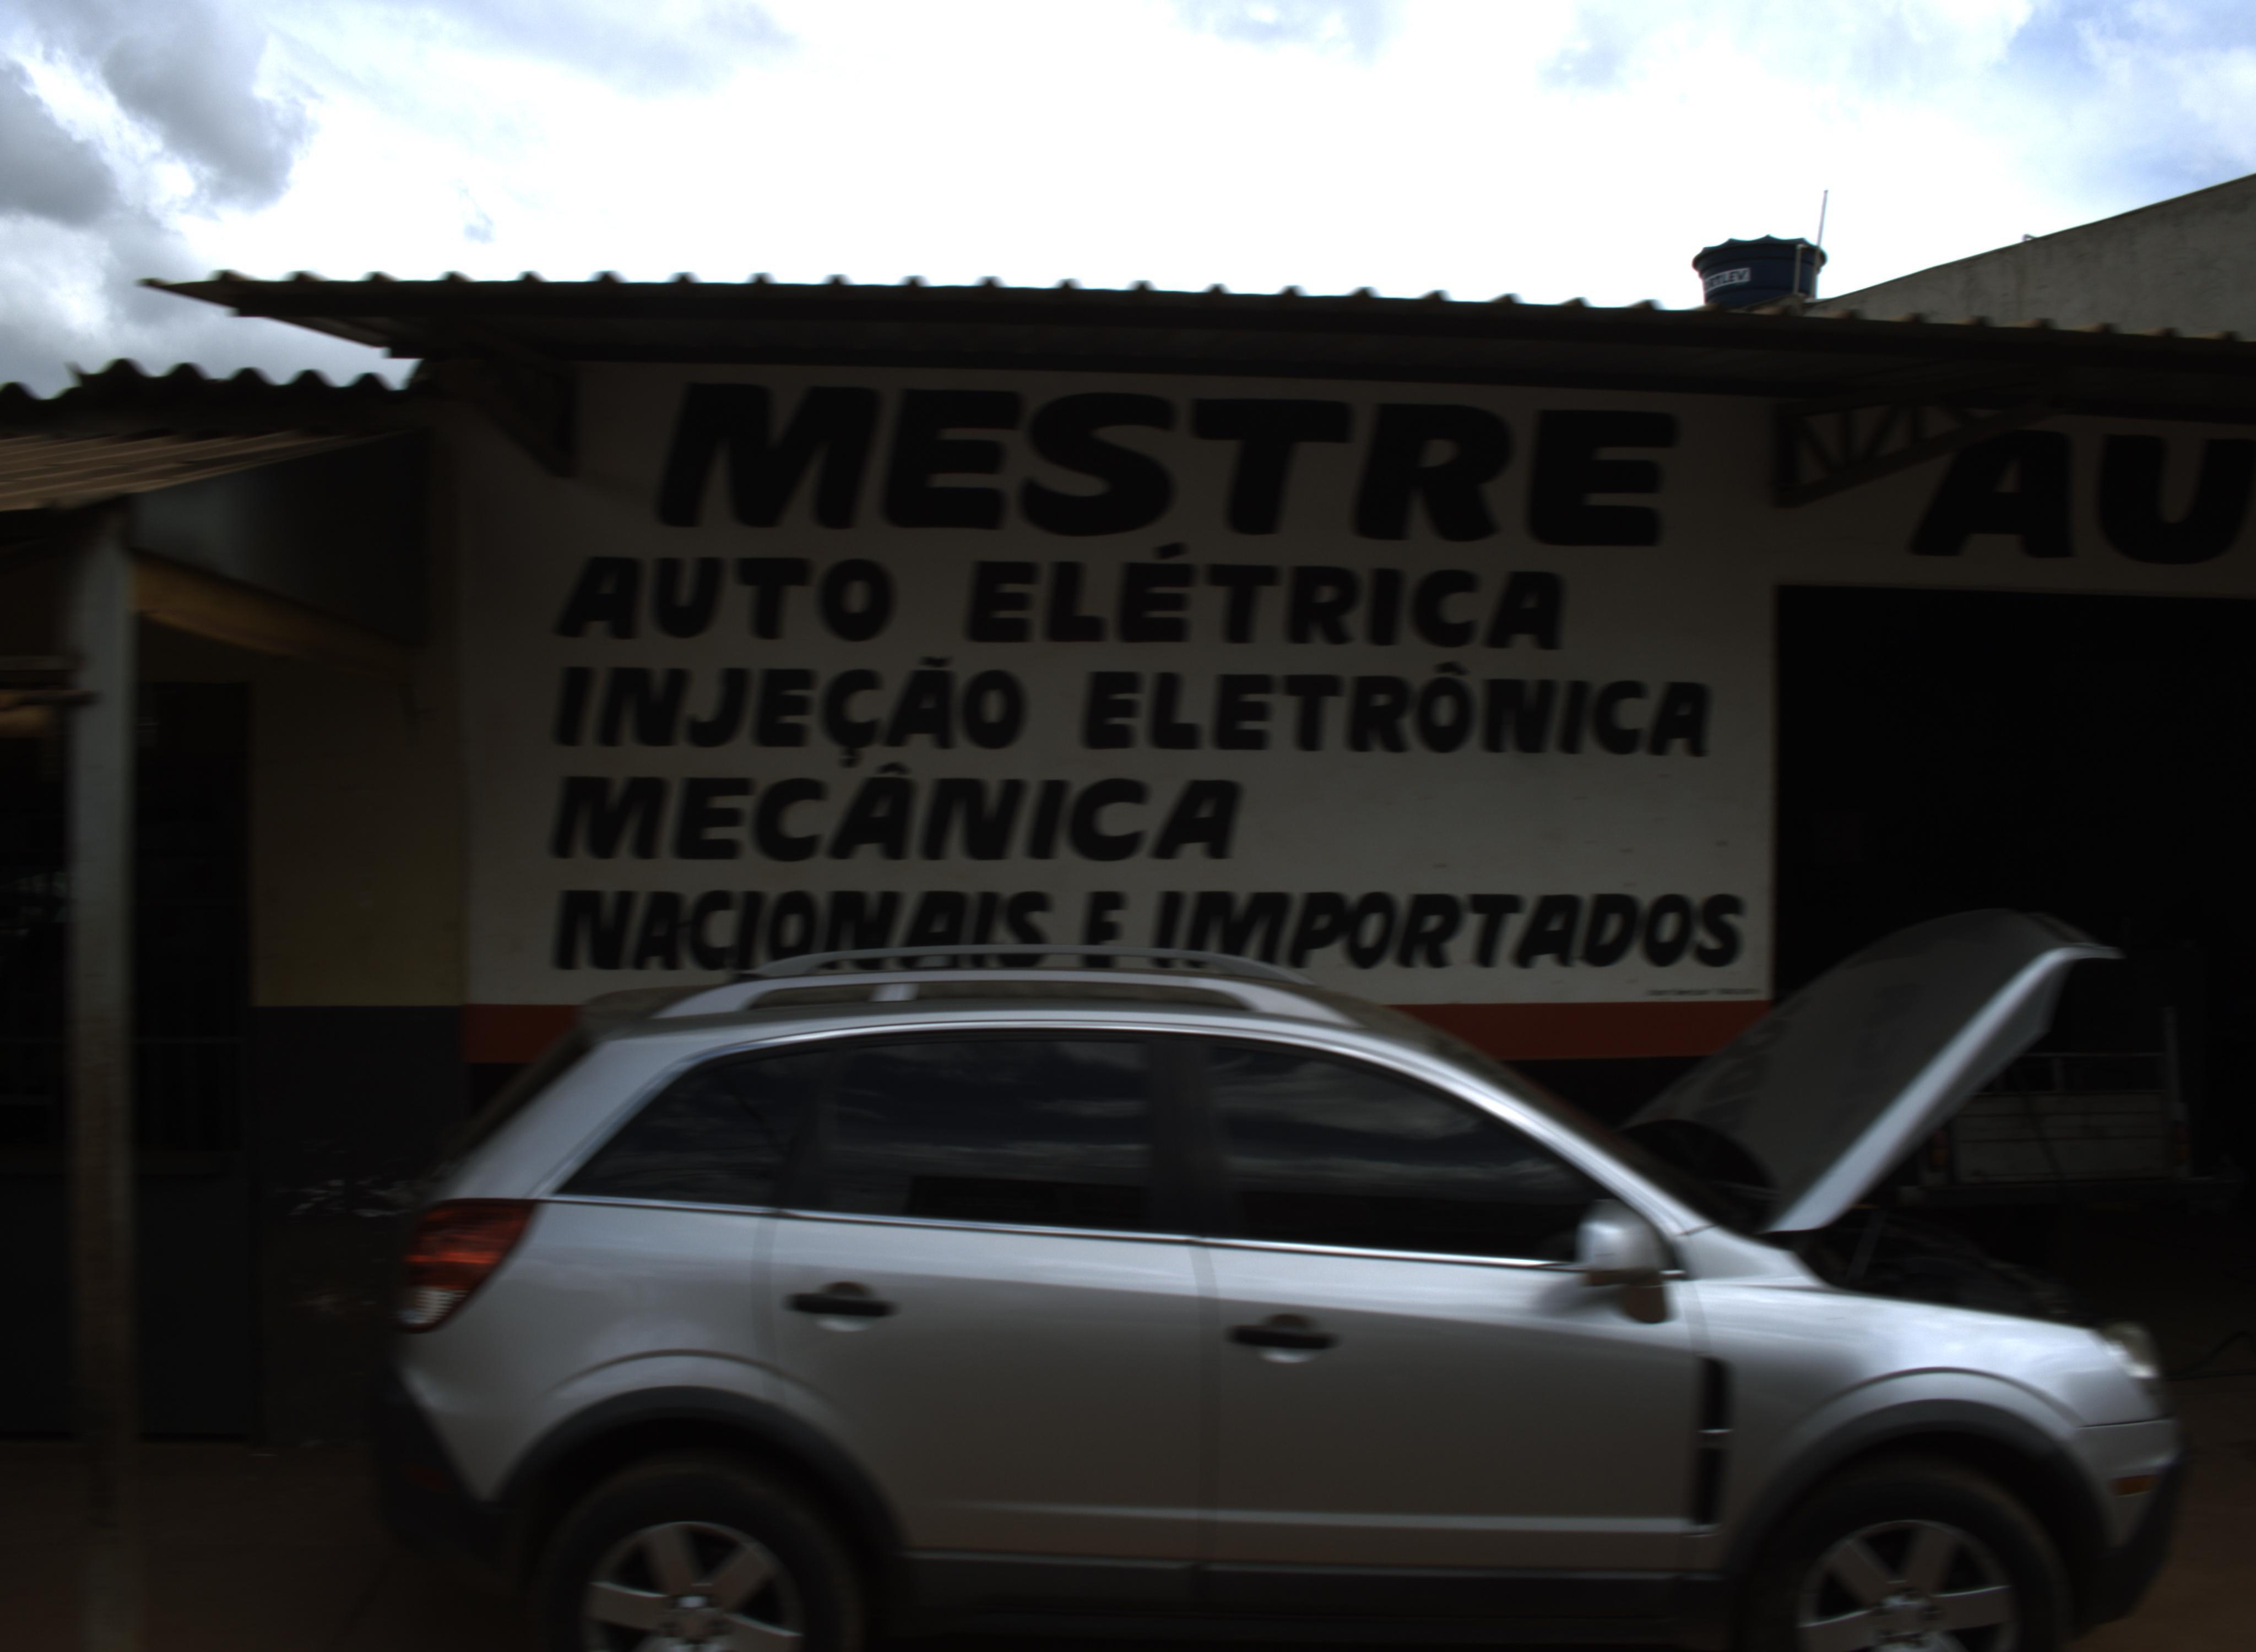 MESTRE
AUTO ELÉTRICA
INJEÇÃO ELETRÔNICA
MECÂNICA
NACIONAIS E IMPORTADOS
AU